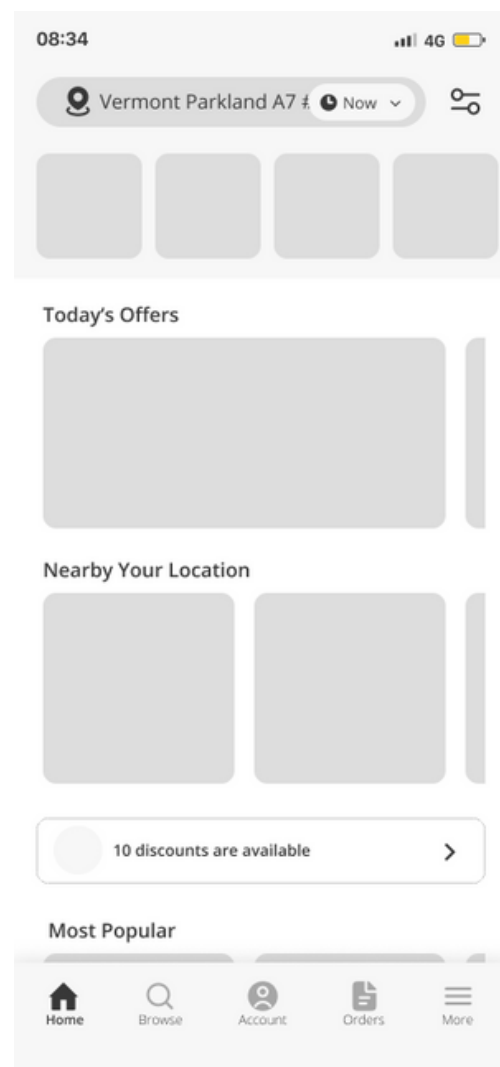 08:34 4G
Vermont Parkland A7 # Now
Today's Offers
Nearby Your Location
10 discounts are available
Most Popular
Home Browse Account Orders More